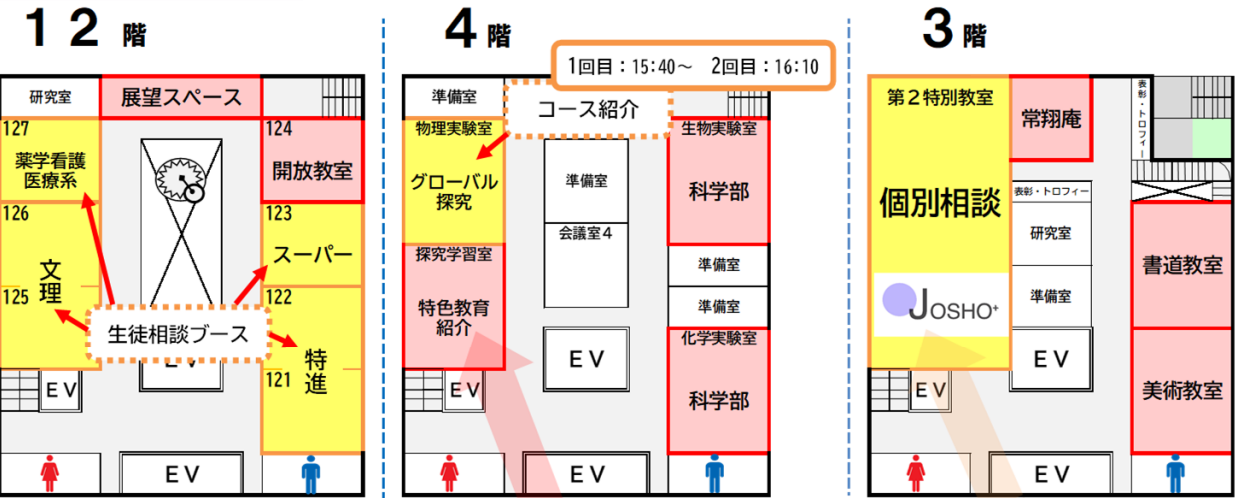 １２ 階
研究室
展望スペース
127
薬学看護
医療系
124
開放教室
126
文
理
125
123
スーパー
122
特
進
121
生徒相談ブース
EV
EV
EV
４ 階
1回目：15:40～　2回目：16:10
準備室
コース紹介
物理実験室
グローバル
探究
準備室
会議室４
生物実験室
科学部
探究学習室
特色教育
紹介
準備室
準備室
化学実験室
科学部
EV
EV
EV
３ 階
第２特別教室
個別相談
JOSHO+
常翔庵
表彰・トロフィー
表彰・トロフィー
研究室
準備室
書道教室
美術教室
EV
EV
EV